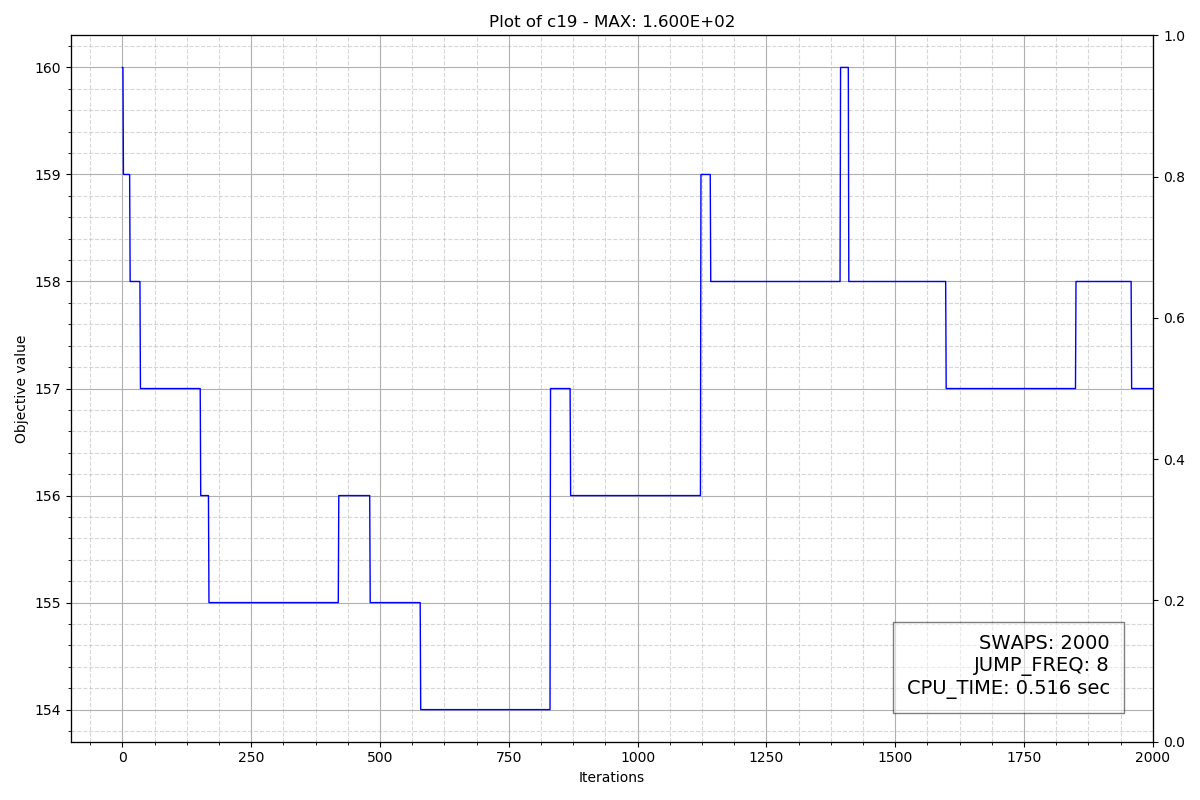 Plot of c19 - MAX: 1.600E+02
Objective value
160
159
158
157
156
155
154
1.0
0.8
0.6
0.4
0.2
0.0
SWAPS: 2000
JUMP_FREQ: 8
CPU_TIME: 0.516 sec
0 250 500 750 1000 1250 1500 1750 2000
Iterations